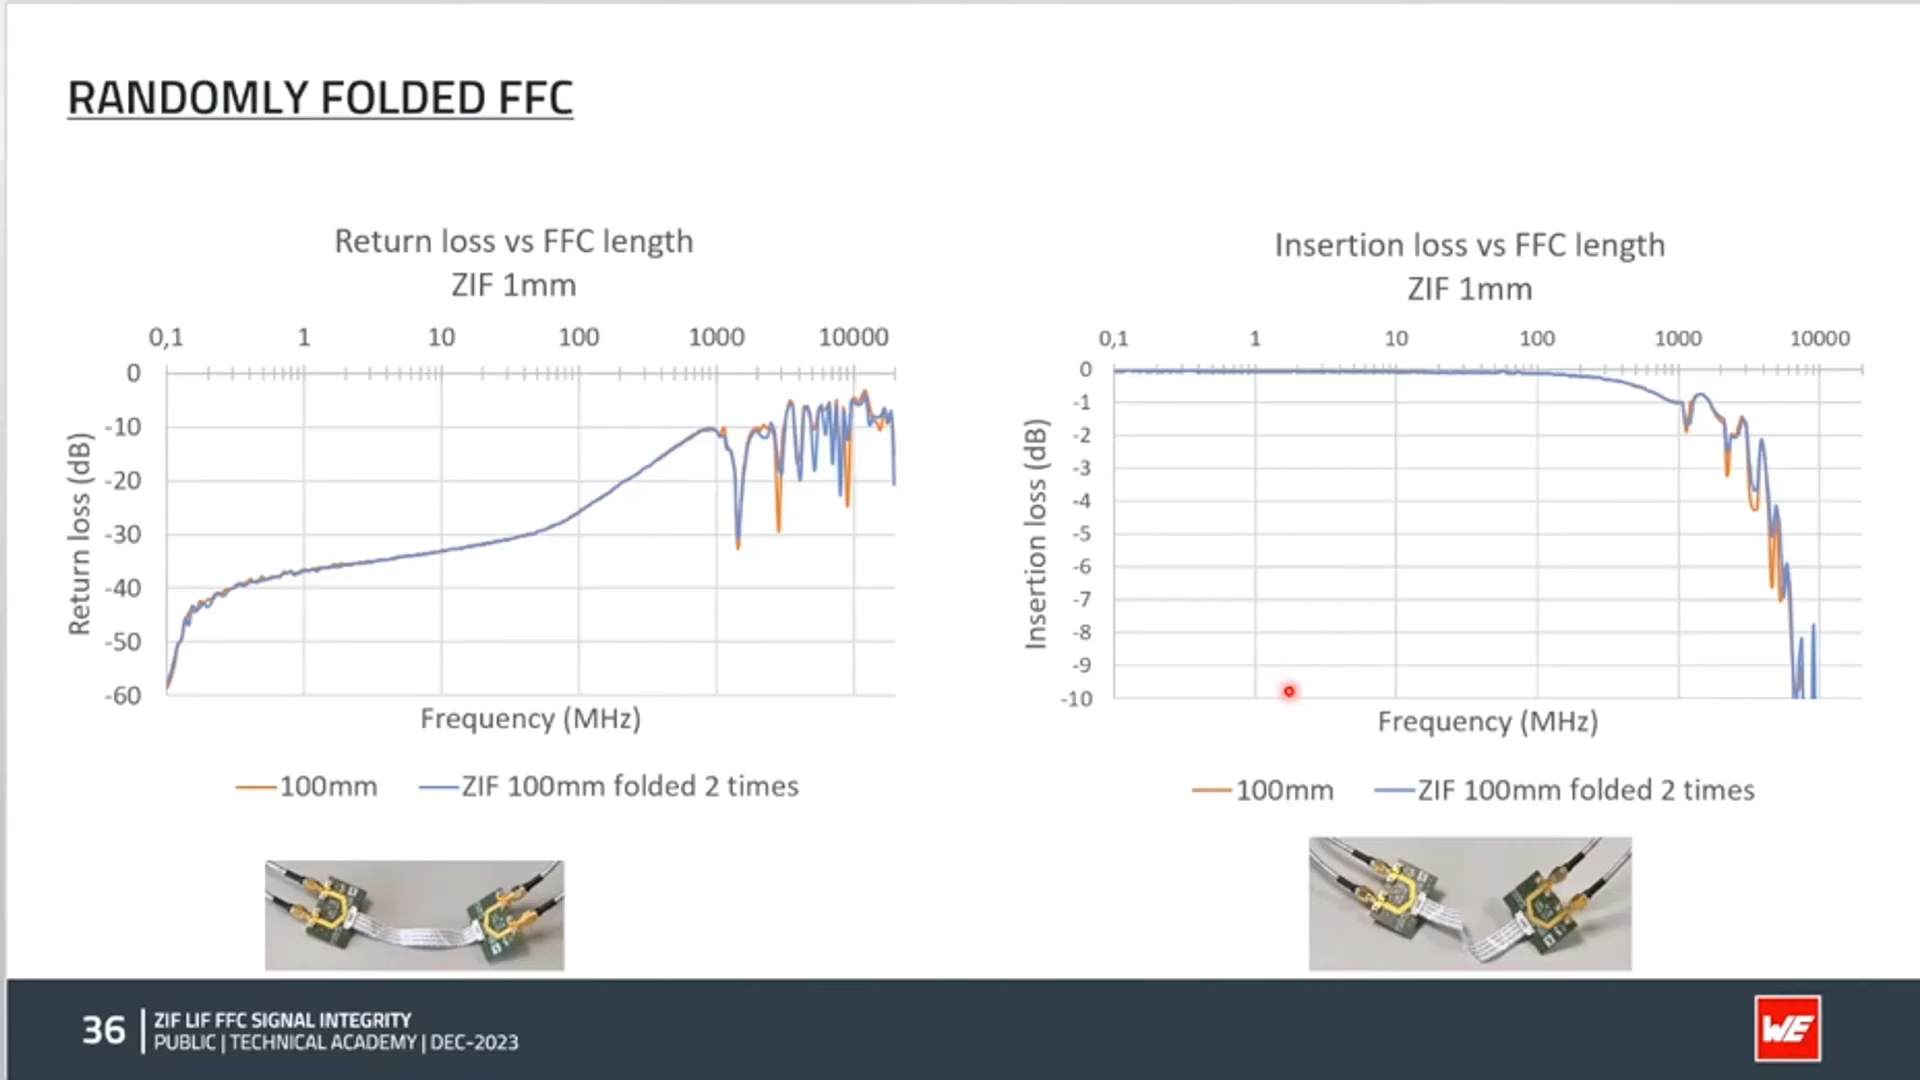 RANDOMLY FOLDED FFC
Return loss vs FFC length
ZIF 1mm
0,1 1 10 100 1000 10000
0
-10
-20
-30
-40
-50
-60
Return loss (dB)
Frequency (MHz)
100mm ZIF 100mm folded 2 times
Insertion loss vs FFC length
ZIF 1mm
0,1 1 10 100 1000 10000
0
-1
-2
-3
-4
-5
-6
-7
-8
-9
-10
Insertion loss (dB)
Frequency (MHz)
100mm ZIF 100mm folded 2 times
36
ZIF LIF FFC SIGNAL INTEGRITY
PUBLIC | TECHNICAL ACADEMY | DEC-2023
WE